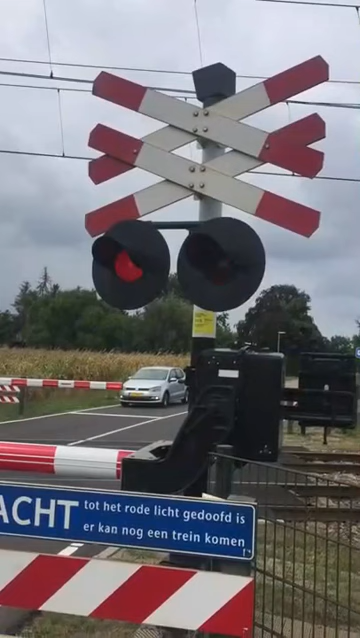 ACHT tot het rode licht gedoofd is
er kan nog een trein komen